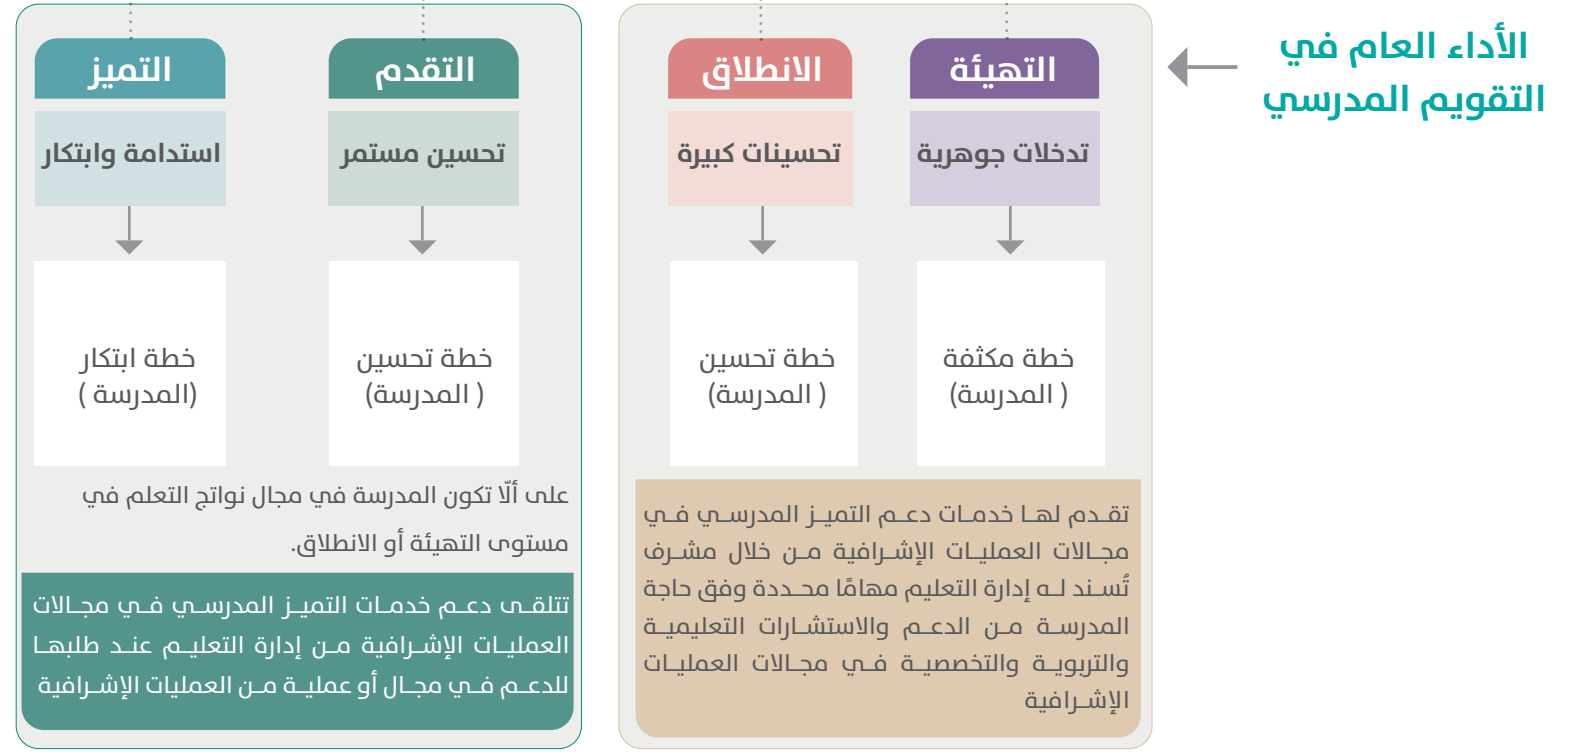 الأداء العام في
التقويم المدرسي
التهيئة
تدخلات جوهرية
خطة مكثفة
( المدرسة)
الانطلاق
تحسينات كبيرة
خطة تحسين
( المدرسة)
تقدم لها خدمات دعم التميز المدرسي في
مجالات العمليات الإشرافية من خلال مشرف
تُسند له إدارة التعليم مهامًا محددة وفق حاجة
المدرسة من الدعم والاستشارات التعليمية
والتربوية والتخصصية في مجالات العمليات
الإشرافية
التقدم
تحسين مستمر
خطة تحسين
( المدرسة)
التميز
استدامة وابتكار
خطة ابتكار
(المدرسة )
على ألّا تكون المدرسة في مجال نواتج التعلم في
مستوى التهيئة أو الانطلاق.
تتلقى دعم خدمات التميز المدرسي في مجالات
العمليات الإشرافية من إدارة التعليم عند طلبها
للدعم في مجال أو عملية من العمليات الإشرافية